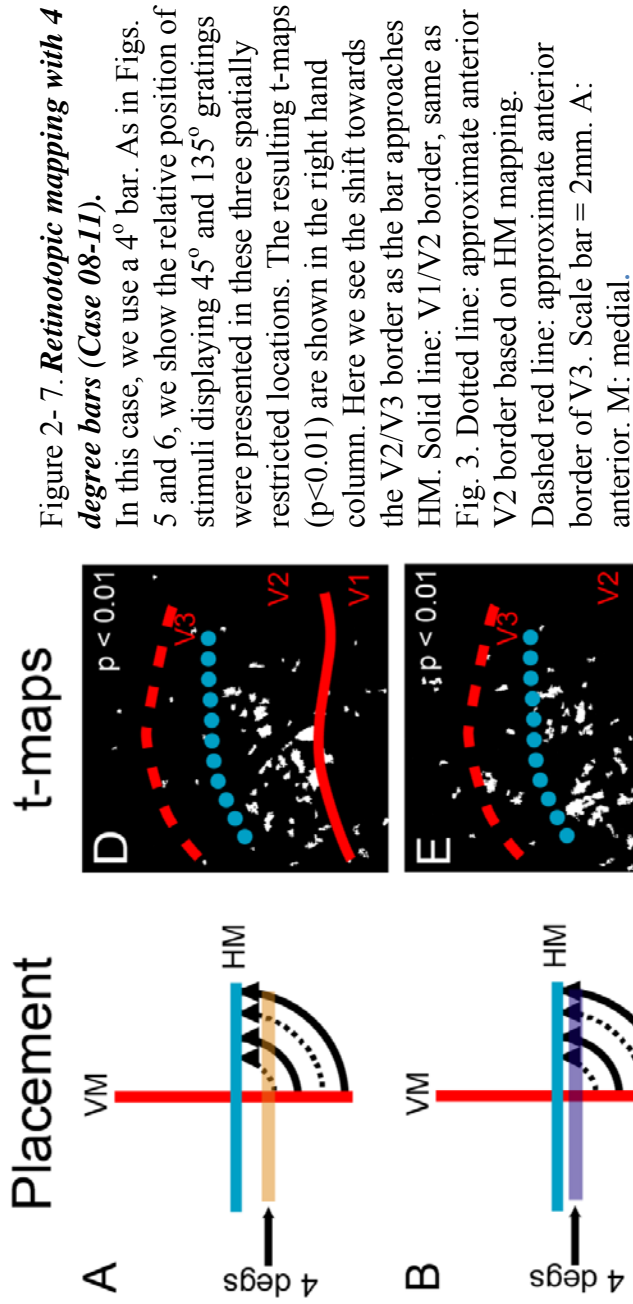 Placement
t-maps
A
VM
HM
4 degs
D
p < 0.01
V3
V2
V1
B
VM
HM
4 degs
E
p < 0.01
V3
V2
Figure 2- 7. Retinotopic mapping with 4
degree bars (Case 08-11).
In this case, we use a 4° bar. As in Figs.
5 and 6, we show the relative position of
stimuli displaying 45° and 135° gratings
were presented in these three spatially
restricted locations. The resulting t-maps
(p<0.01) are shown in the right hand
column. Here we see the shift towards
the V2/V3 border as the bar approaches
HM. Solid line: V1/V2 border, same as
Fig. 3. Dotted line: approximate anterior
V2 border based on HM mapping.
Dashed red line: approximate anterior
border of V3. Scale bar = 2mm. A:
anterior. M: medial.